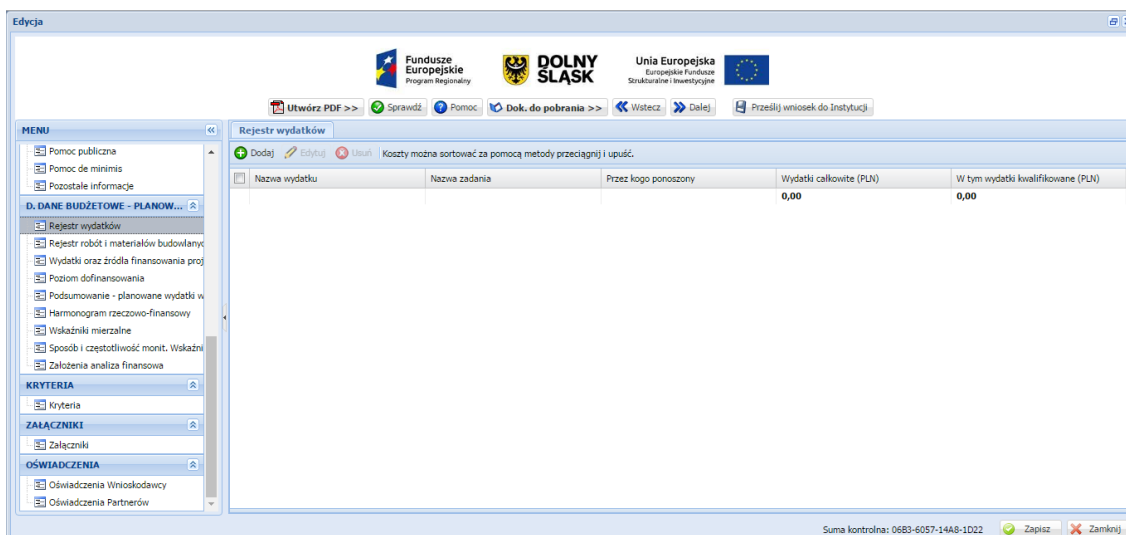 Edycja
Fundusze
Europejskie
Program Regionalny
DOLNY
ŚLĄSK
Unia Europejska
Europejskie Fundusze
Strukturalne i Inwestycyjne
Utwórz PDF >> Sprawdź Pomoc Dok. do pobrania >> Wstecz Dalej Prześlij wniosek do Instytucji
MENU
Pomoc publiczna
Pomoc de minimis
Pozostałe informacje
D. DANE BUDŻETOWE - PLANOW...
Rejestr wydatków
Rejestr robót i materiałów budowlanyc
Wydatki oraz źródła finansowania proj
Poziom dofinansowania
Podsumowanie - planowane wydatki w
Harmonogram rzeczowo-finansowy
Wskaźniki mierzalne
Sposób i częstotliwość monit. Wskaźni
Założenia analiza finansowa
KRYTERIA
Kryteria
ZAŁĄCZNIKI
Załączniki
OŚWIADCZENIA
Oświadczenia Wnioskodawcy
Oświadczenia Partnerów
Rejestr wydatków
Dodaj Edytuj Usuń Koszty można sortować za pomocą metody przeciągnij i upuść.
Nazwa wydatku Nazwa zadania Przez kogo ponoszony Wydatki całkowite (PLN) W tym wydatki kwalifikowane (PLN)
0,00 0,00
Suma kontrolna: 06B3-6057-14A8-1D22 Zapisz Zamknij